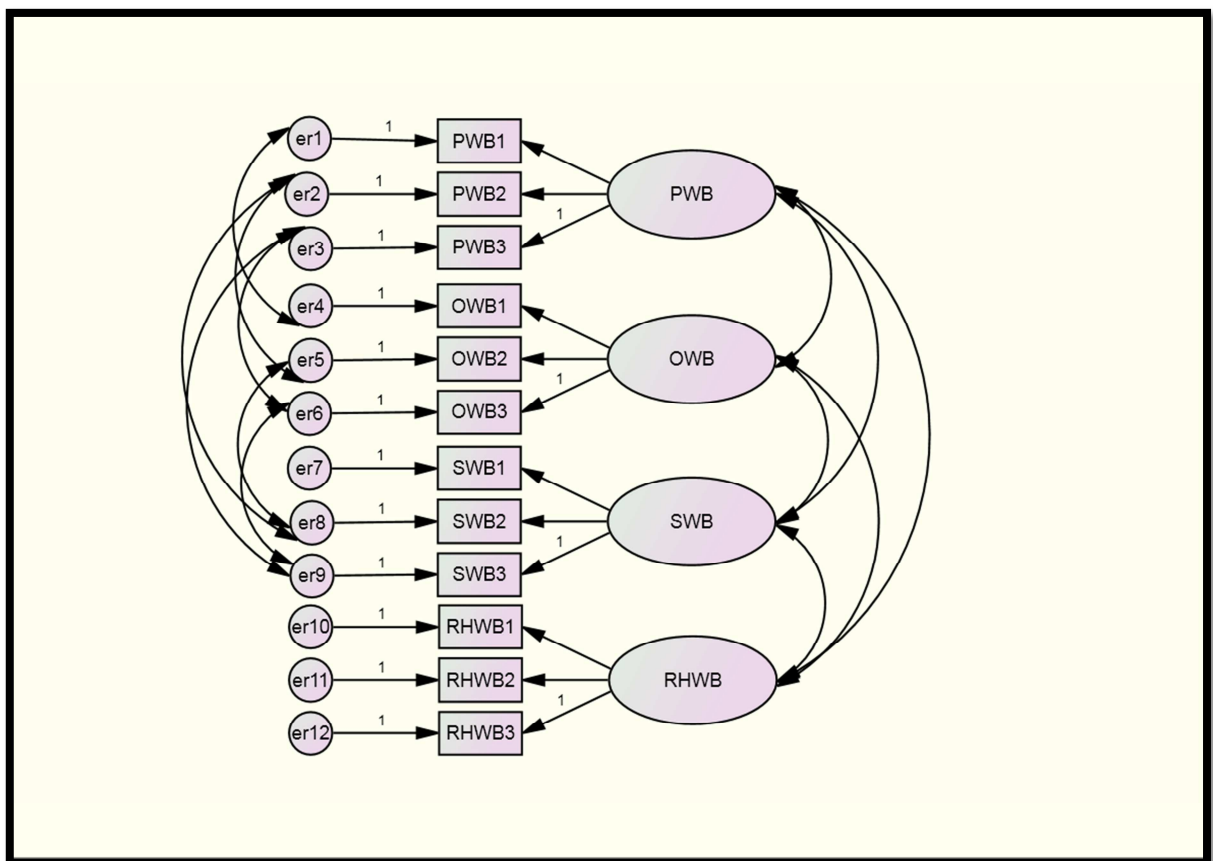 er1 1 PWB1
er2 1 PWB2 PWB
er3 1 PWB3 1
er4 1 OWB1
er5 1 OWB2 OWB
er6 1 OWB3 1
er7 1 SWB1
er8 1 SWB2 SWB
er9 1 SWB3 1
er10 1 RHWB1
er11 1 RHWB2 RHWB
er12 1 RHWB3 1